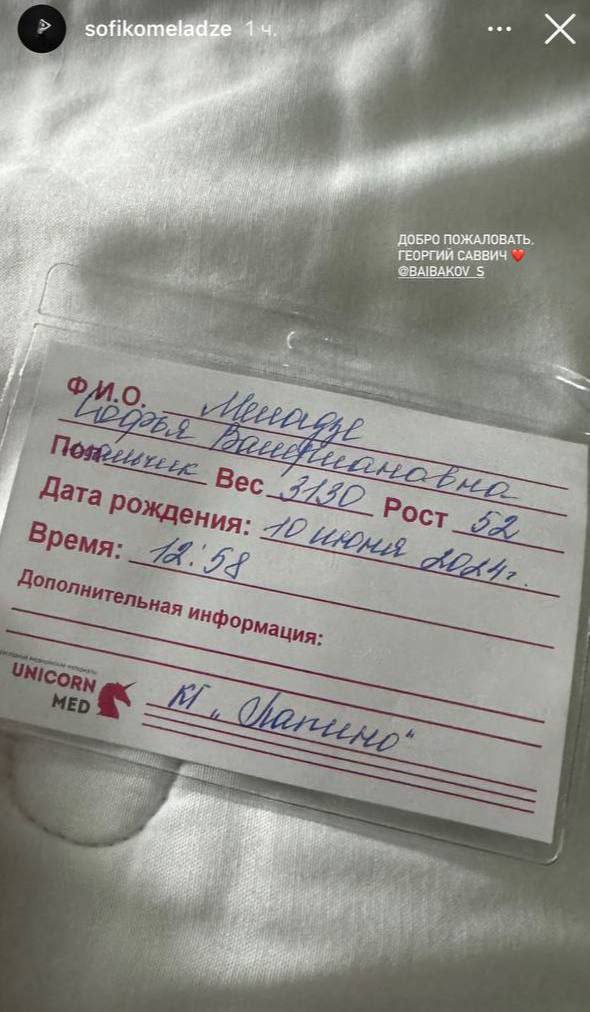 sofikomeladze 1 ч.
ДОБРО ПОЖАЛОВАТЬ,
ГЕОРГИЙ САВВИЧ ❤️
@BAIBAKOV_S
Ф.И.О. Меладзе
Софья Валериановна
Пол мальчик Вес 3130 Рост 52
Дата рождения: 10 июня 2024г.
Время: 12:58
Дополнительная информация:
UNICORN
MED
КГ „Лапино“